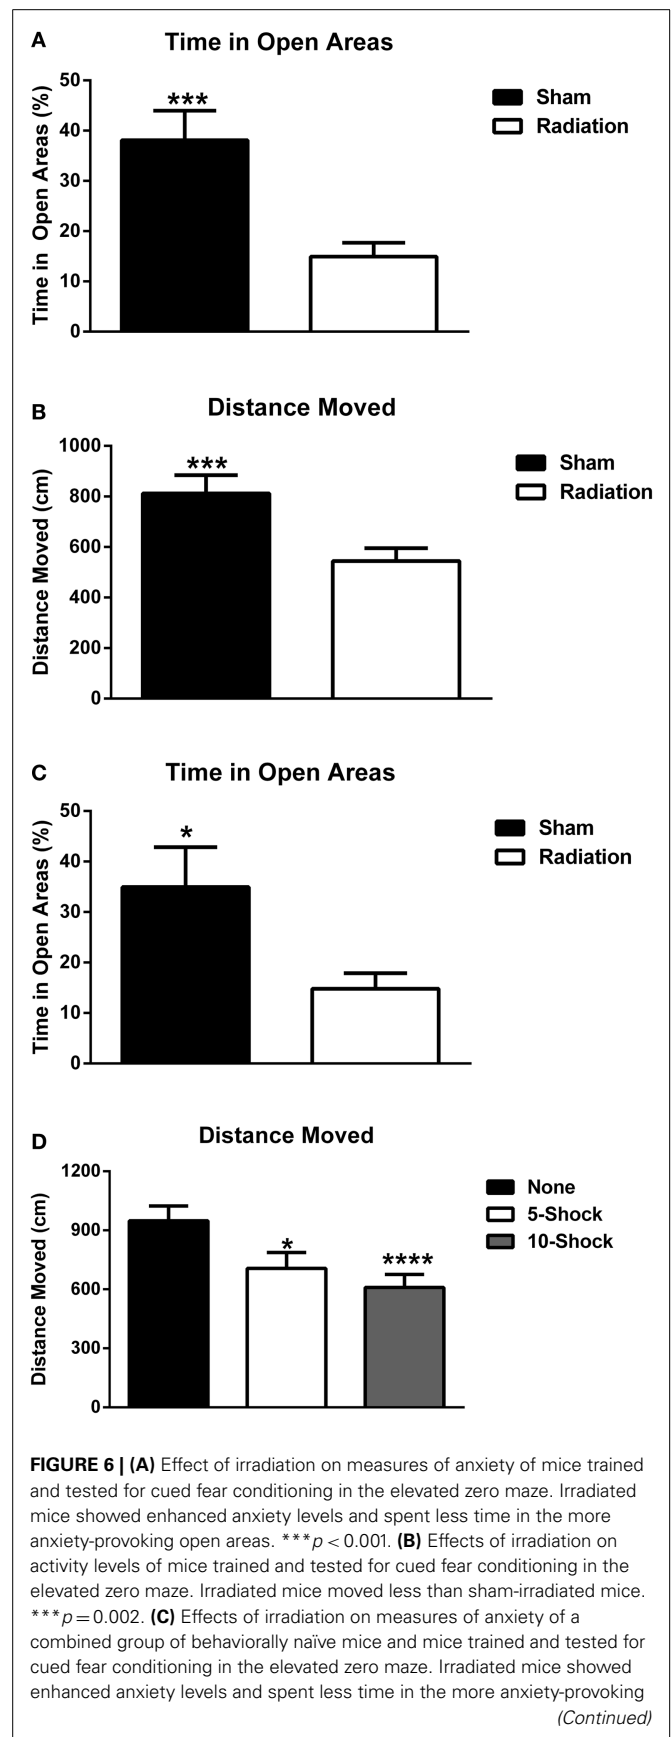 A
Time in Open Areas
Time in Open Areas (%)
50
40
30
20
10
0
***
Sham
Radiation
B
Distance Moved
Distance Moved (cm)
1000
800
600
400
200
0
***
Sham
Radiation
C
Time in Open Areas
Time in Open Areas (%)
50
40
30
20
10
0
*
Sham
Radiation
D
Distance Moved
Distance Moved (cm)
1200
900
600
300
0
*
****
None
5-Shock
10-Shock
FIGURE 6 | (A) Effect of irradiation on measures of anxiety of mice trained
and tested for cued fear conditioning in the elevated zero maze. Irradiated
mice showed enhanced anxiety levels and spent less time in the more
anxiety-provoking open areas. ***p < 0.001. (B) Effects of irradiation on
activity levels of mice trained and tested for cued fear conditioning in the
elevated zero maze. Irradiated mice moved less than sham-irradiated mice.
***p = 0.002. (C) Effects of irradiation on measures of anxiety of a
combined group of behaviorally naïve mice and mice trained and tested for
cued fear conditioning in the elevated zero maze. Irradiated mice showed
enhanced anxiety levels and spent less time in the more anxiety-provoking
(Continued)